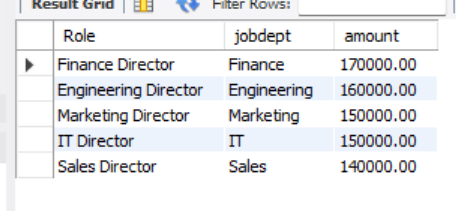 Result Grid Filter Rows:
Role jobdept amount
Finance Director Finance 170000.00
Engineering Director Engineering 160000.00
Marketing Director Marketing 150000.00
IT Director IT 150000.00
Sales Director Sales 140000.00